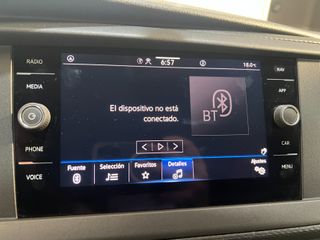 RADIO
6:57
18.0°C
NAV
MEDIA
APP
El dispositivo no está
conectado.
BT
PHONE
CAR
VOICE
Fuente
Selección
Favoritos
Detalles
Ajustes
MENU